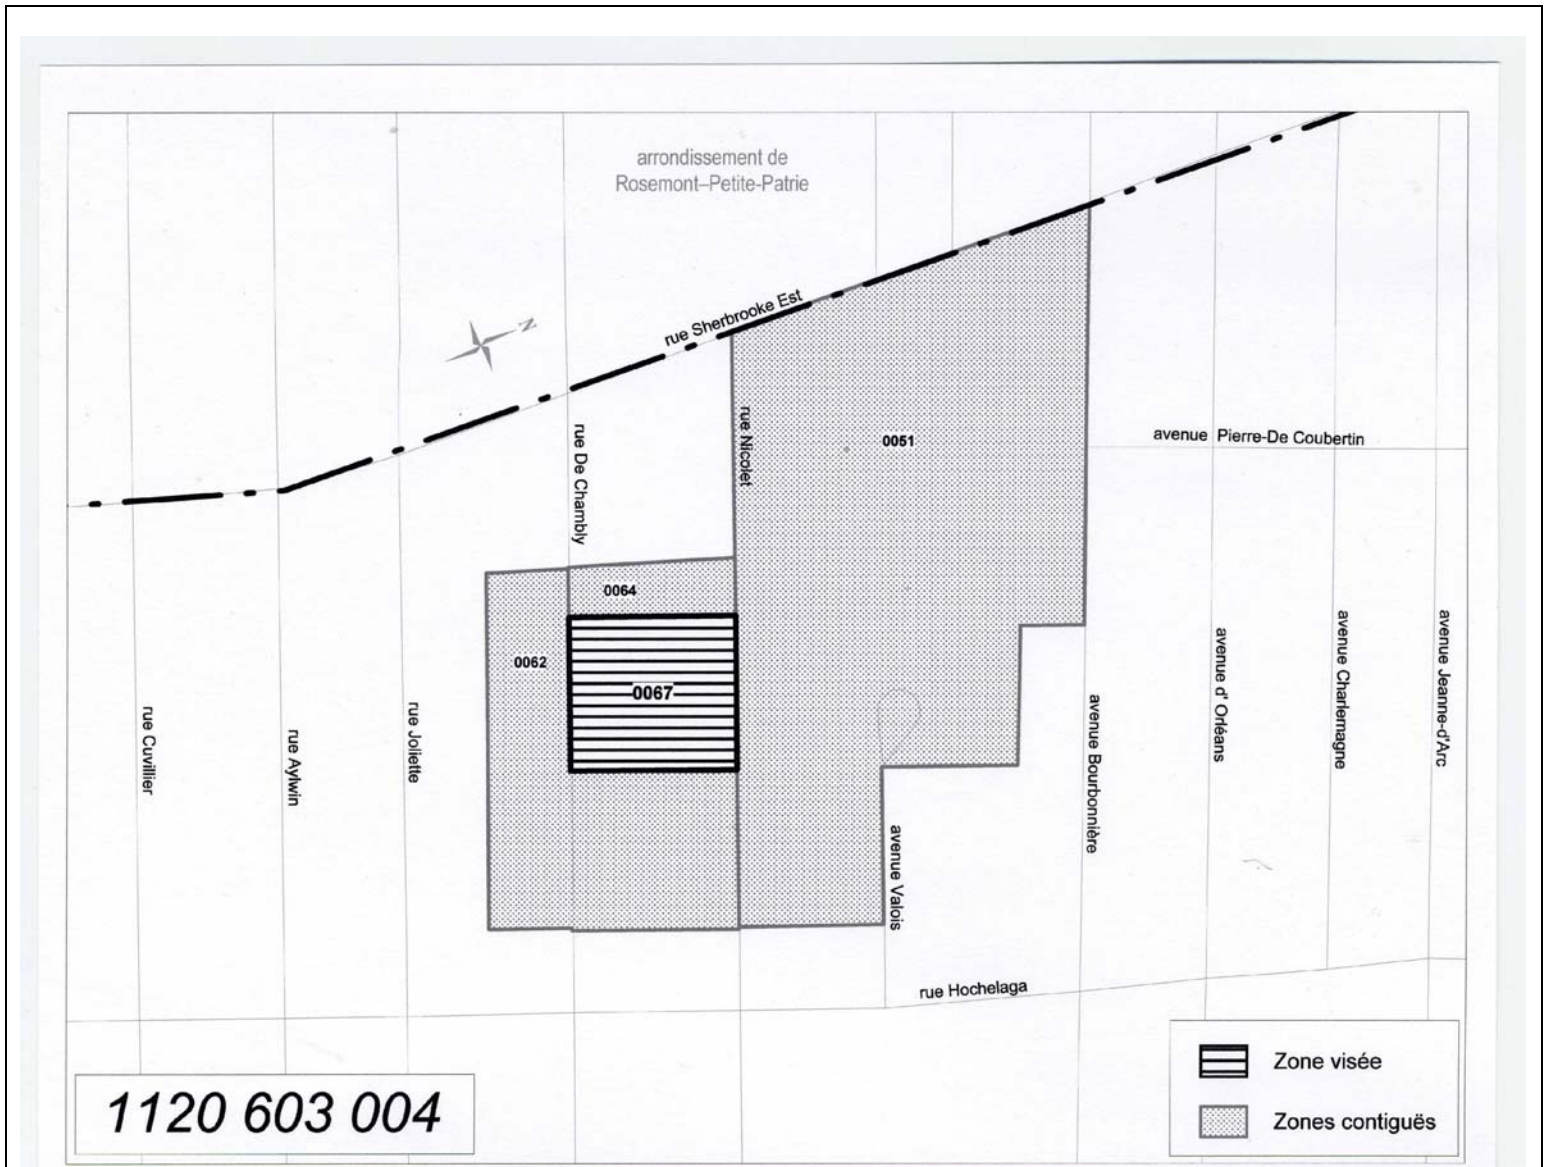 arrondissement de
Rosemont–Petite-Patrie
N
rue Sherbrooke Est
rue De Chambly
rue Nicolet
0051
avenue Pierre-De Coubertin
0064
0062
0067
rue Cuvillier
rue Aylwin
rue Joliette
avenue Valois
avenue Bourbonnière
avenue d' Orléans
avenue Charlemagne
avenue Jeanne-d'Arc
rue Hochelaga
Zone visée
Zones contiguës
1120 603 004